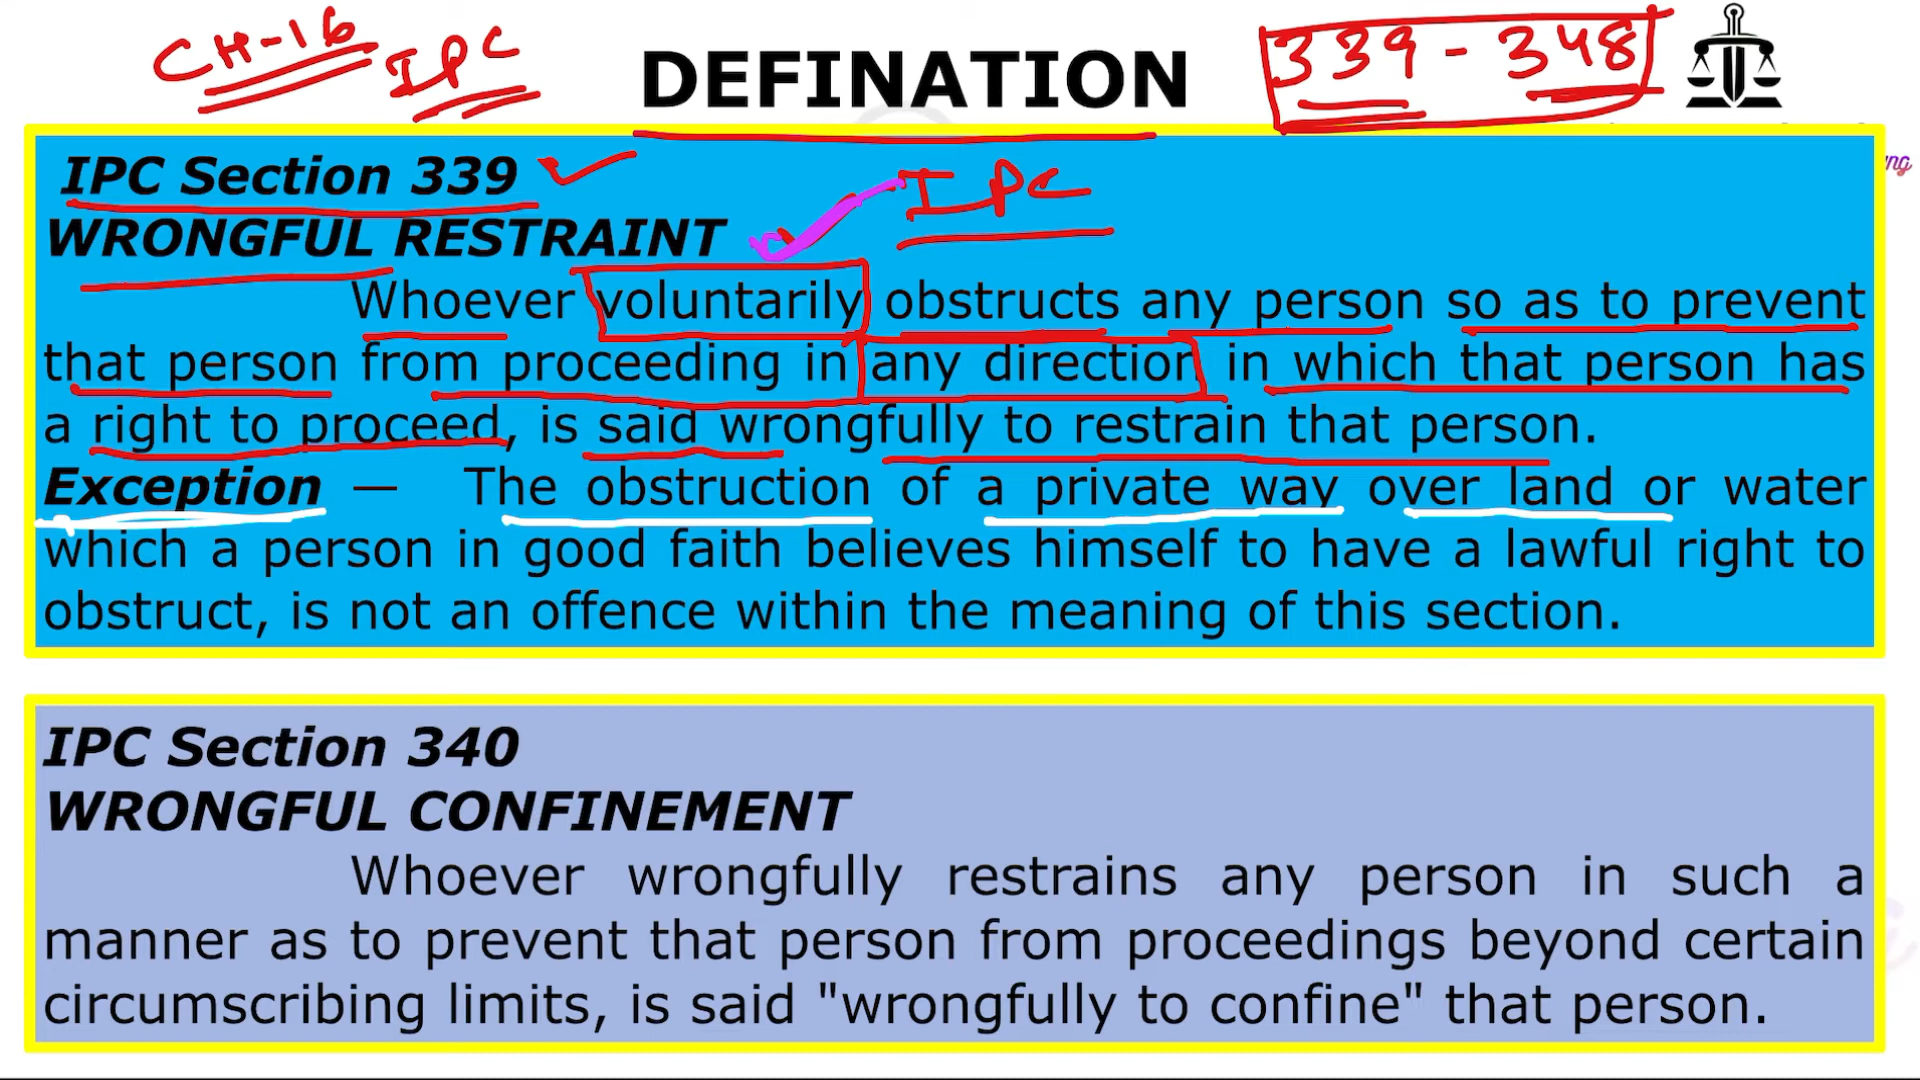 CH-16 IPC
DEFINATION
339-348
ng
IPC Section 339
WRONGFUL RESTRAINT
IPC
Whoever voluntarily obstructs any person so as to prevent
that person from proceeding in any direction in which that person has
a right to proceed, is said wrongfully to restrain that person.
Exception — The obstruction of a private way over land or water
which a person in good faith believes himself to have a lawful right to
obstruct, is not an offence within the meaning of this section.
IPC Section 340
WRONGFUL CONFINEMENT
Whoever wrongfully restrains any person in such a
manner as to prevent that person from proceedings beyond certain
circumscribing limits, is said "wrongfully to confine" that person.